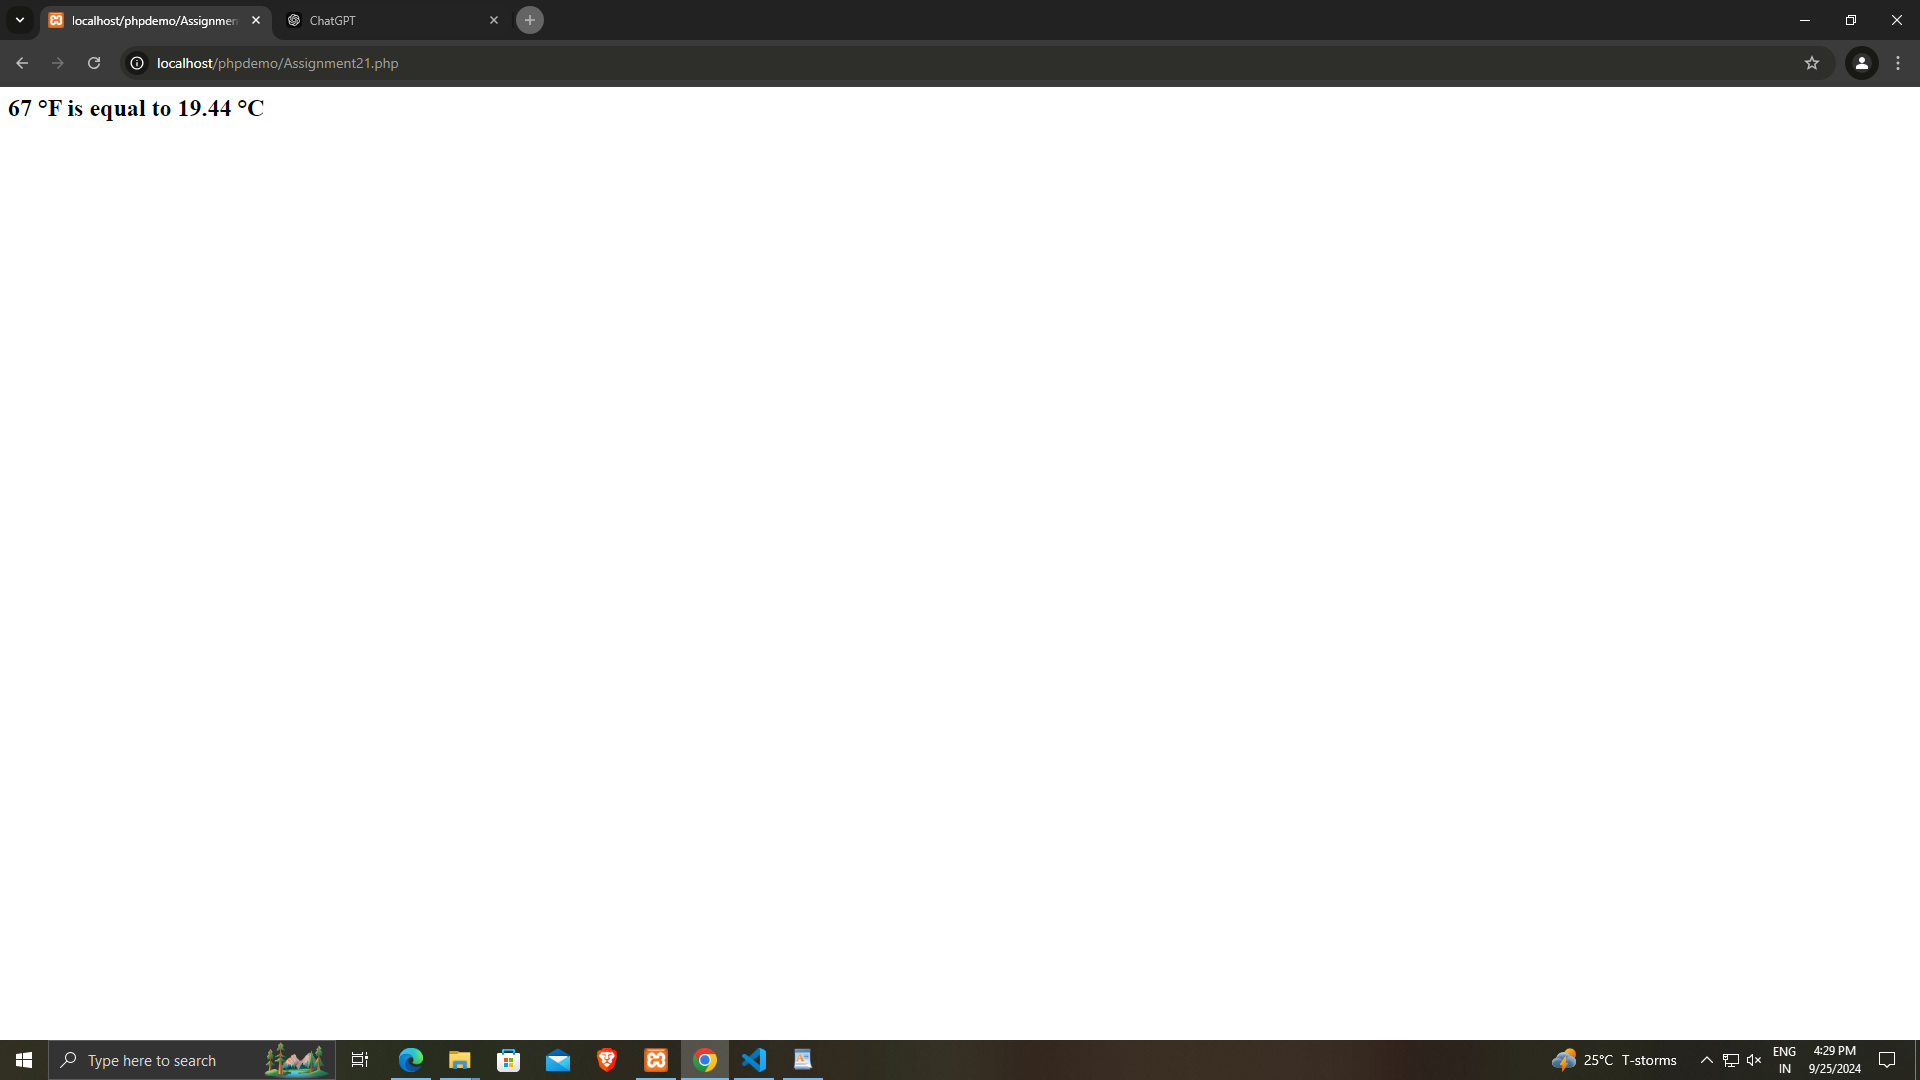 localhost/phpdemo/Assignmen
ChatGPT
localhost/phpdemo/Assignment21.php
67 °F is equal to 19.44 °C
Type here to search
25°C T-storms
ENG
IN
4:29 PM
9/25/2024